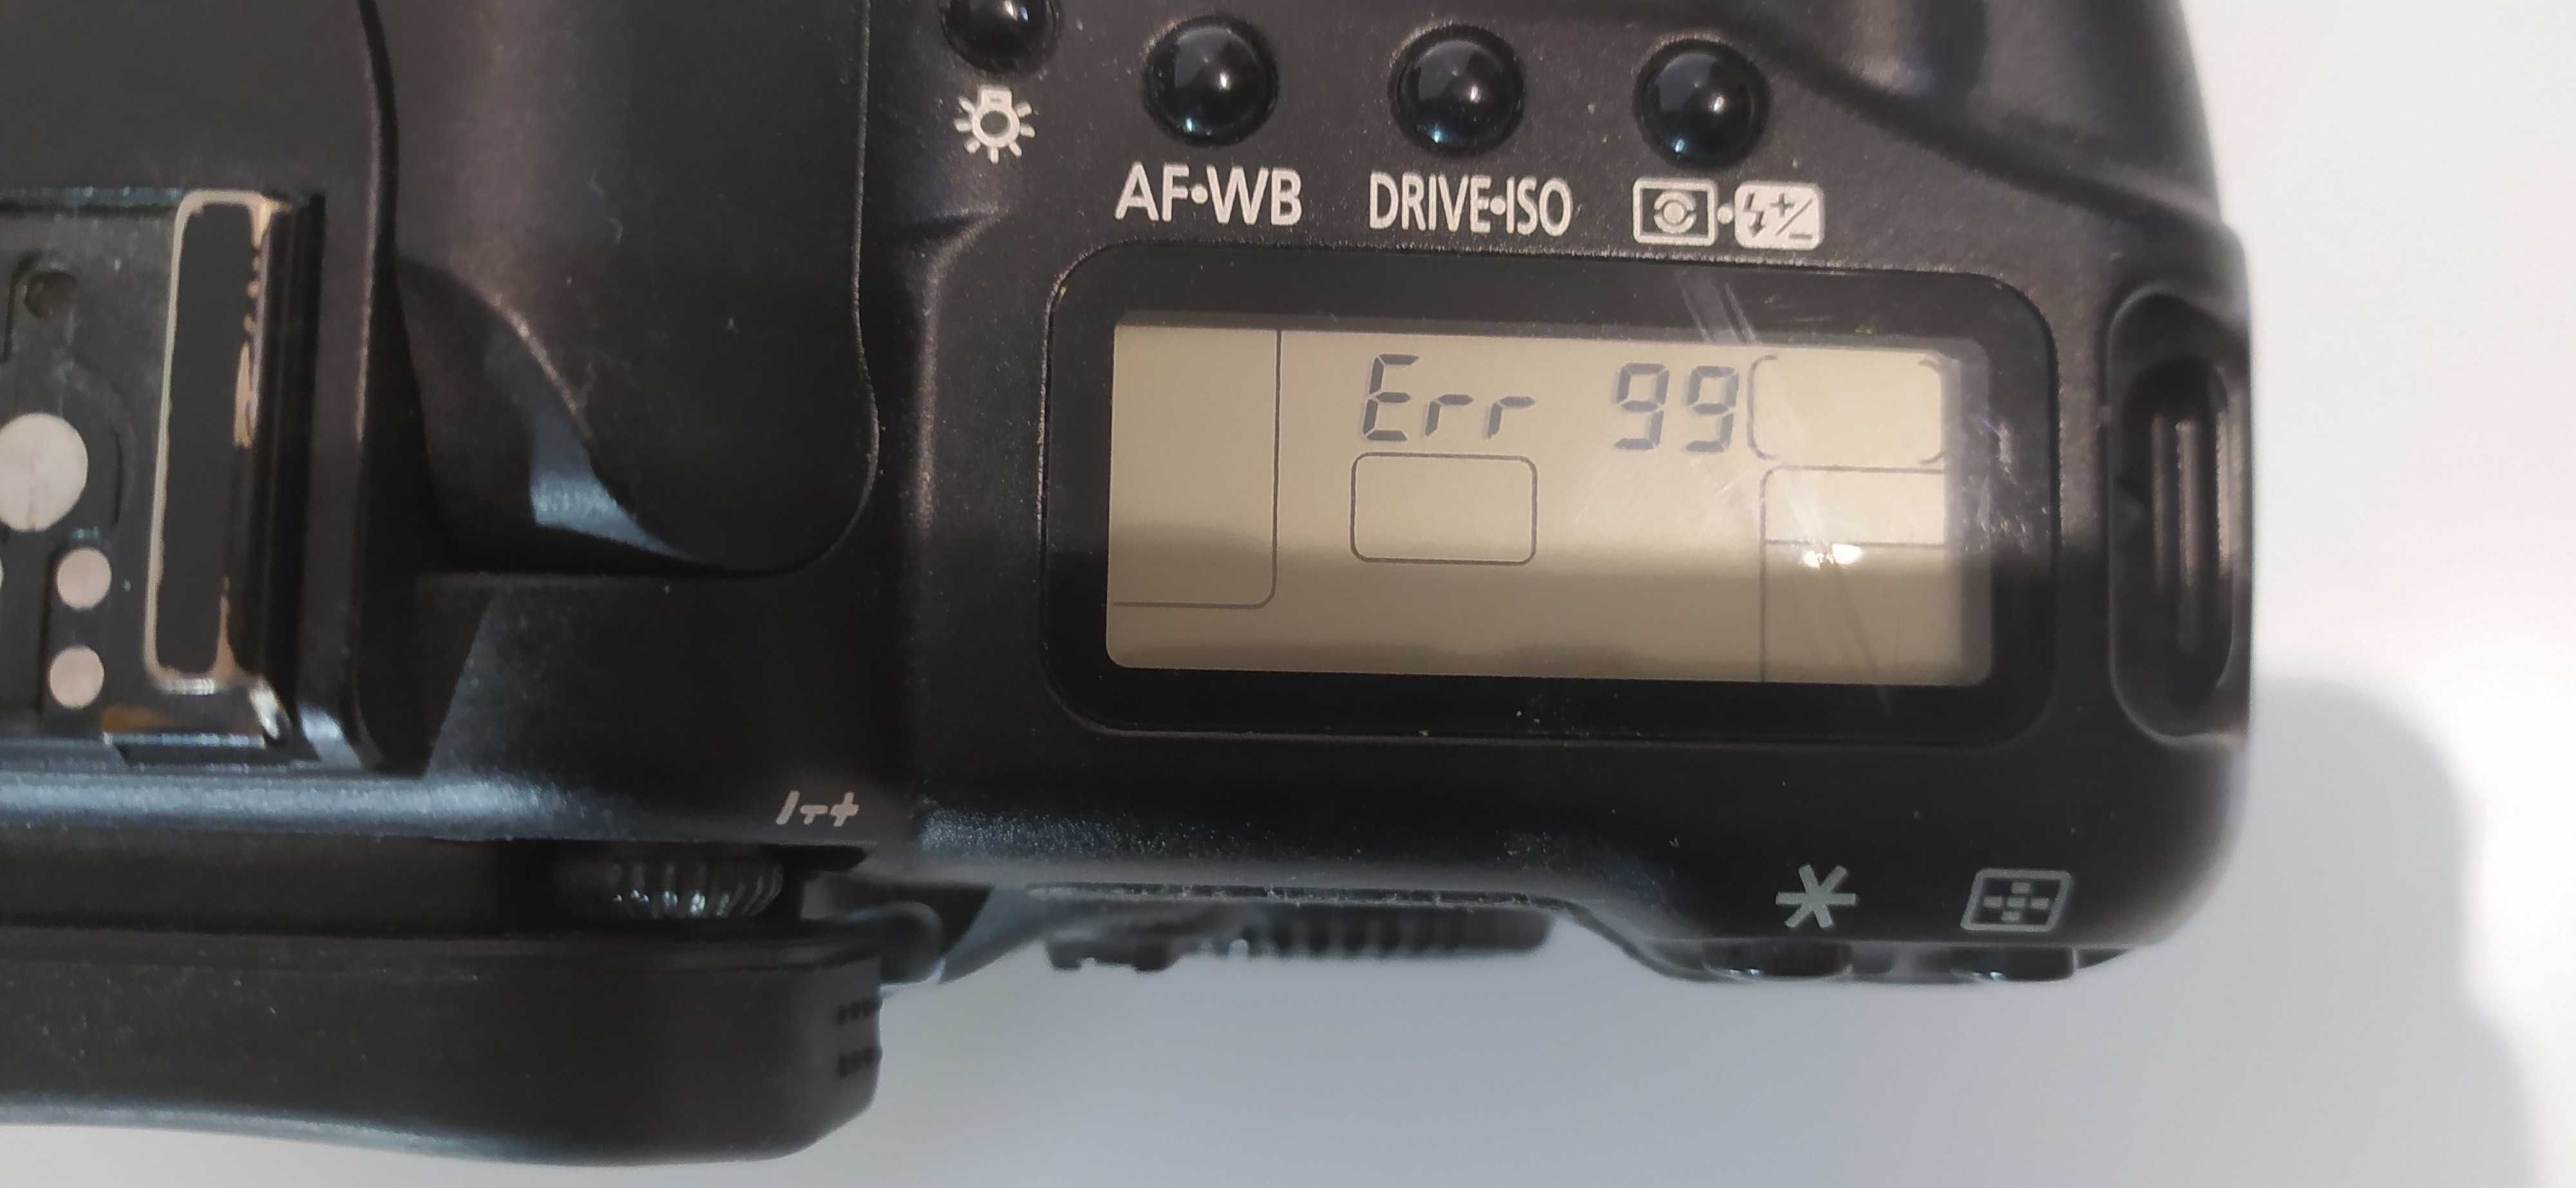 AF•WB DRIVE•ISO
Err 99
- +